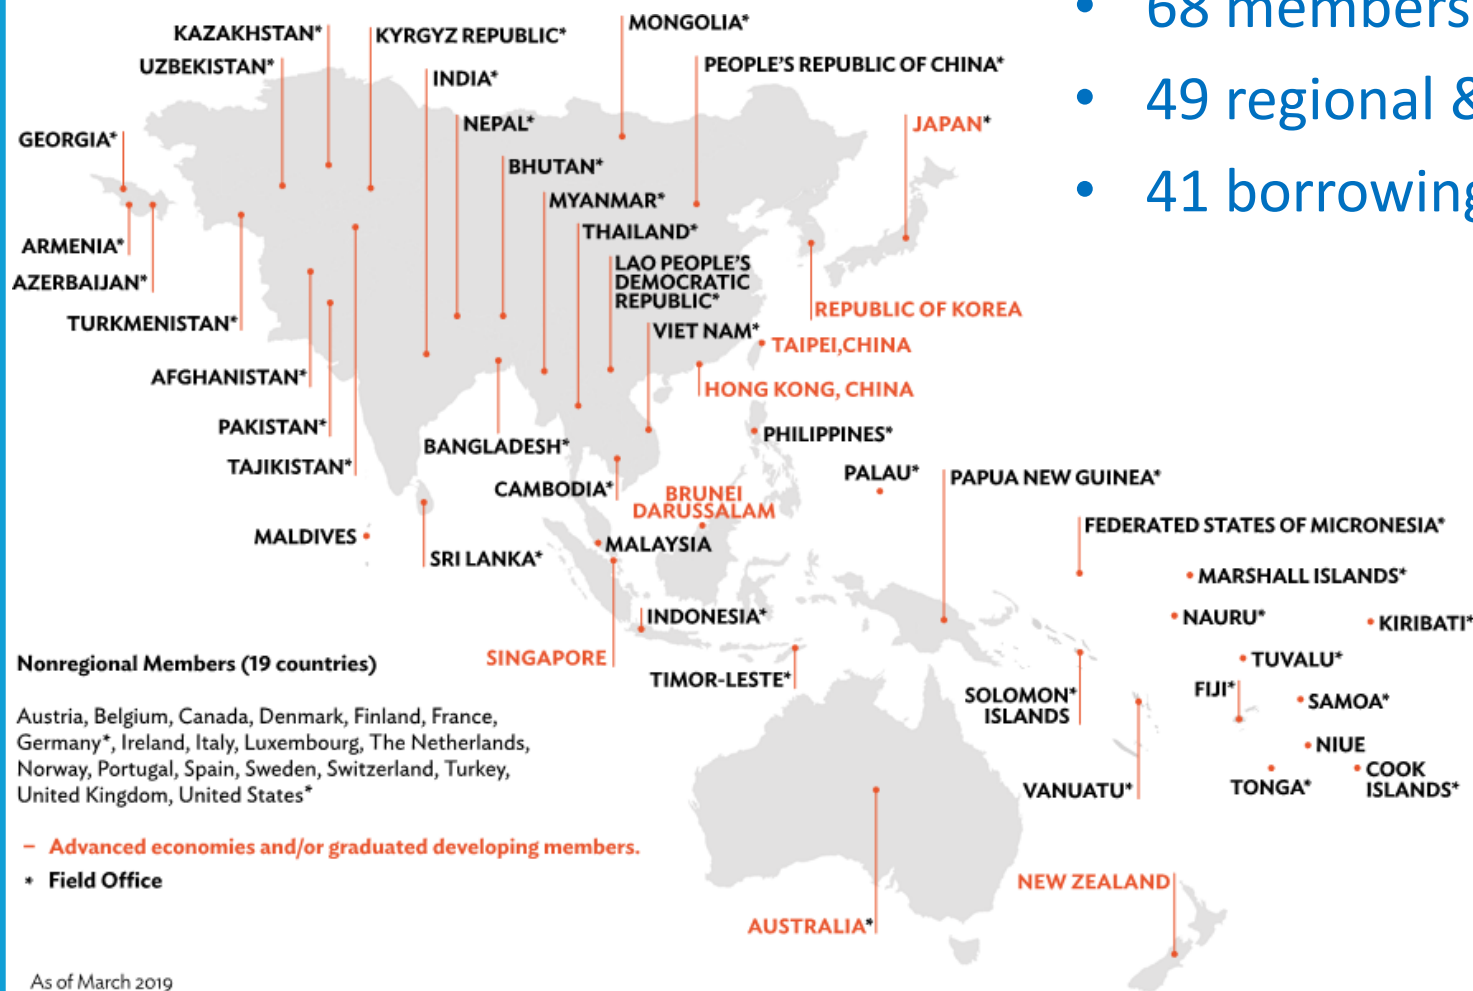 • 68 members
• 49 regional &
• 41 borrowing
KAZAKHSTAN*
KYRGYZ REPUBLIC*
MONGOLIA*
UZBEKISTAN*
INDIA*
PEOPLE'S REPUBLIC OF CHINA*
GEORGIA*
NEPAL*
JAPAN*
BHUTAN*
MYANMAR*
ARMENIA*
THAILAND*
AZERBAIJAN*
LAO PEOPLE'S
DEMOCRATIC
REPUBLIC*
TURKMENISTAN*
VIET NAM*
REPUBLIC OF KOREA
TAIPEI,CHINA
AFGHANISTAN*
HONG KONG, CHINA
PAKISTAN*
BANGLADESH*
PHILIPPINES*
TAJIKISTAN*
PALAU*
PAPUA NEW GUINEA*
CAMBODIA*
BRUNEI
DARUSSALAM
FEDERATED STATES OF MICRONESIA*
MALDIVES
MALAYSIA
SRI LANKA*
MARSHALL ISLANDS*
INDONESIA*
NAURU*
KIRIBATI*
SINGAPORE
TUVALU*
TIMOR-LESTE*
SOLOMON*
ISLANDS
FIJI*
SAMOA*
NIUE
VANUATU*
TONGA*
COOK
ISLANDS*
Nonregional Members (19 countries)
Austria, Belgium, Canada, Denmark, Finland, France,
Germany*, Ireland, Italy, Luxembourg, The Netherlands,
Norway, Portugal, Spain, Sweden, Switzerland, Turkey,
United Kingdom, United States*
– Advanced economies and/or graduated developing members.
* Field Office
NEW ZEALAND
AUSTRALIA*
As of March 2019